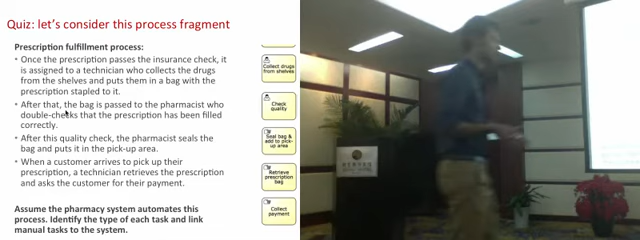 Quiz: let's consider this process fragment
Prescription fulfillment process:
• Once the prescription passes the insurance check, it
is assigned to a technician who collects the drugs
from the shelves and puts them in a bag with the
prescription stapled to it.
• After that, the bag is passed to the pharmacist who
double-checks that the prescription has been filled
correctly.
• After this quality check, the pharmacist seals the
bag and puts it in the pick-up area.
• When a customer arrives to pick up their
prescription, a technician retrieves the prescription
and asks the customer for their payment.
Assume the pharmacy system automates this
process. Identify the type of each task and link
manual tasks to the system.
Collect drugs
from shelves
Check
quality
Seal bag &
add to pick-
up area
Retrieve
prescription
bag
Collect
payment